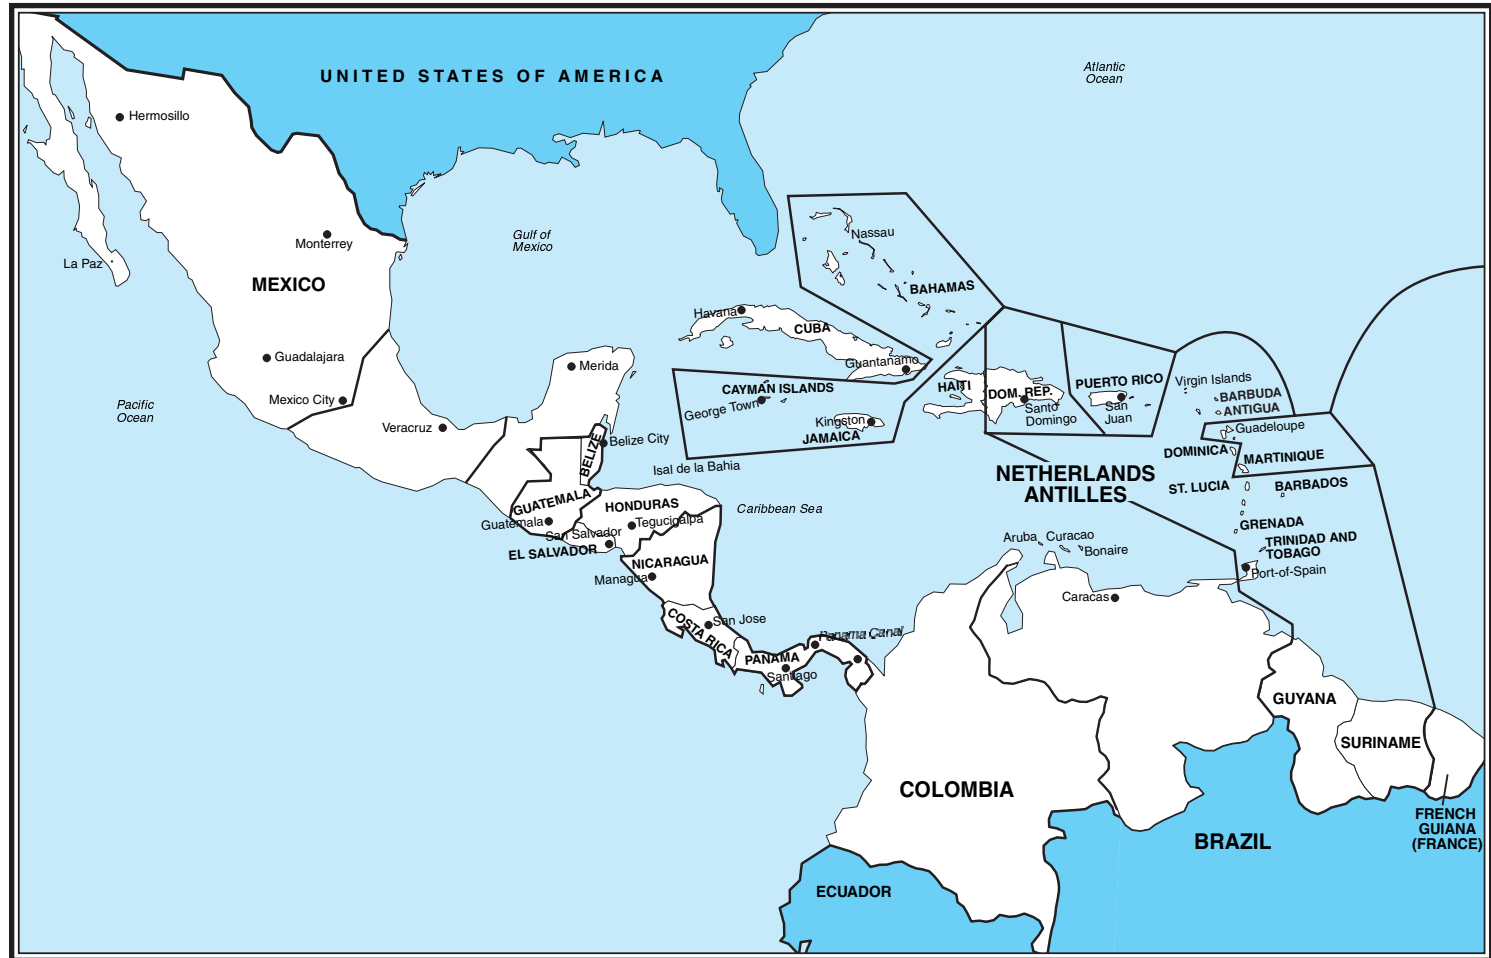 UNITED STATES OF AMERICA
Atlantic
Ocean
Hermosillo
Monterrey
La Paz
MEXICO
Gulf of
Mexico
Nassau
BAHAMAS
Havana
CUBA
Guantanamo
Guadalajara
Merida
Mexico City
Pacific
Ocean
Veracruz
CAYMAN ISLANDS
George Town
Kingston
JAMAICA
HAITI
DOM. REP.
Santo
Domingo
PUERTO RICO
San
Juan
Virgin Islands
BARBUDA
ANTIGUA
Guadeloupe
DOMINICA
MARTINIQUE
ST. LUCIA
BARBADOS
GRENADA
TRINIDAD AND
TOBAGO
Port-of-Spain
BELIZE
Belize City
Isal de la Bahia
NETHERLANDS
ANTILLES
Caribbean Sea
GUATEMALA
Guatemala
HONDURAS
Tegucigalpa
San Salvador
EL SALVADOR
NICARAGUA
Managua
Aruba
Curacao
Bonaire
Caracas
COSTA RICA
San Jose
Panama Canal
PANAMA
Santiago
GUYANA
SURINAME
COLOMBIA
FRENCH
GUIANA
(FRANCE)
BRAZIL
ECUADOR